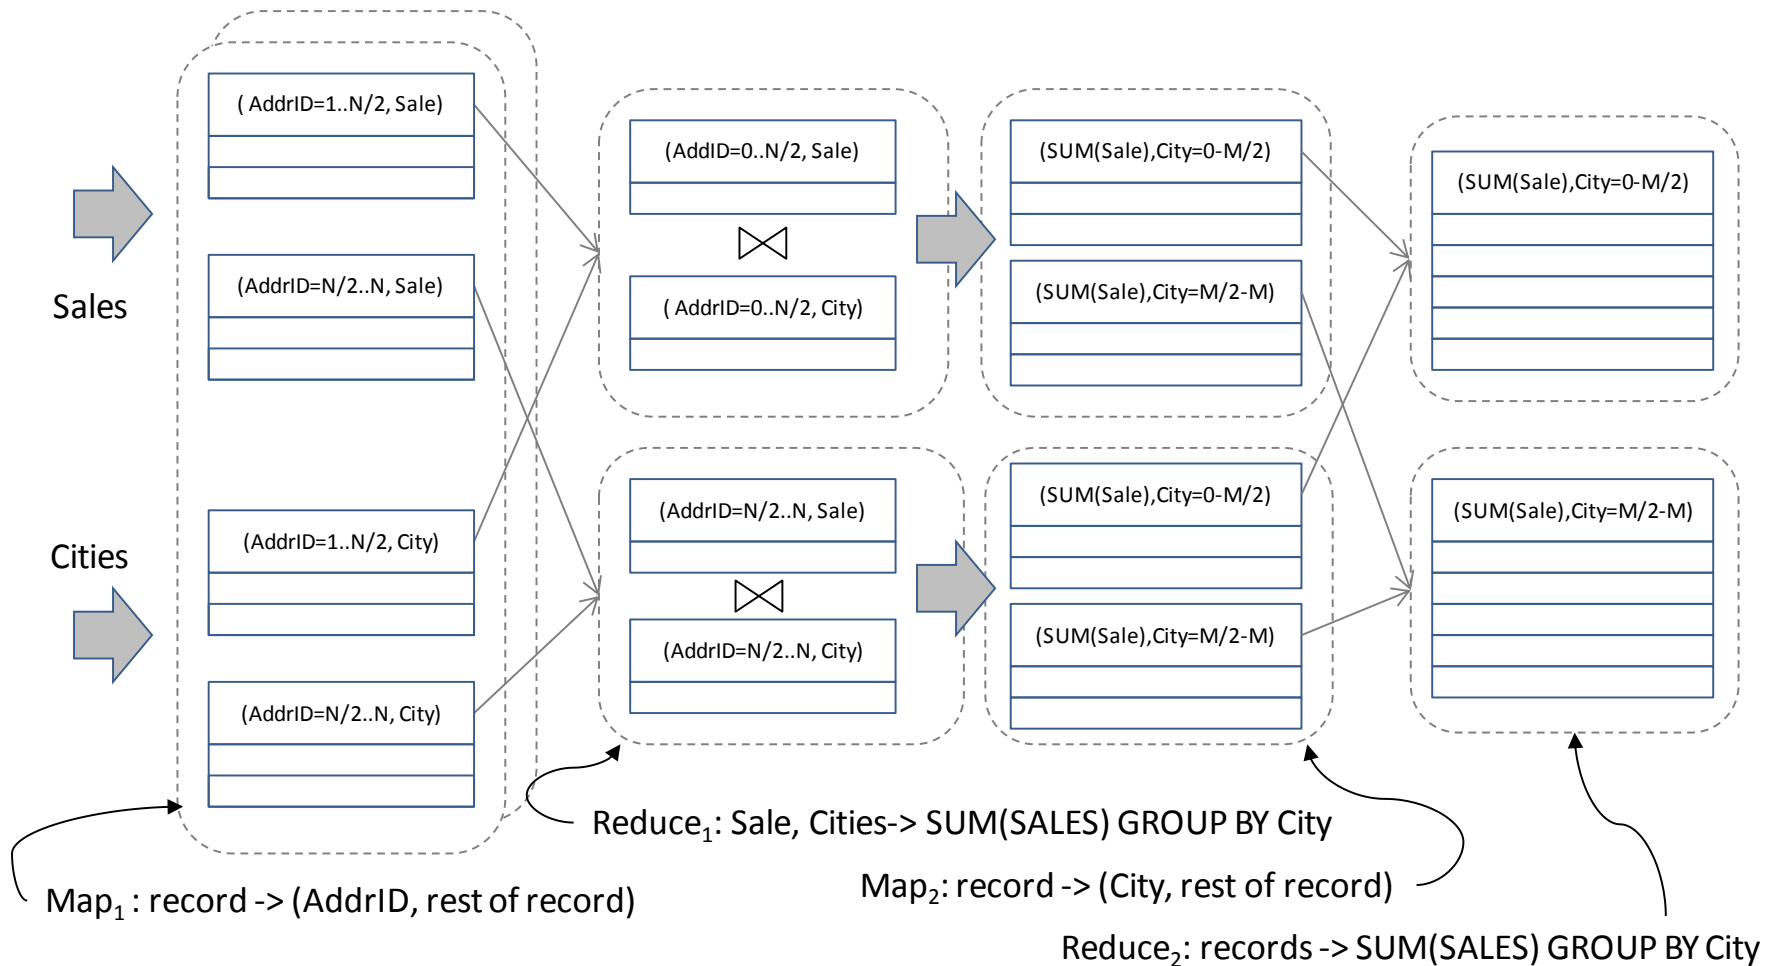 Sales
Cities
( AddrID=1..N/2, Sale)
(AddrID=N/2..N, Sale)
(AddrID=1..N/2, City)
(AddrID=N/2..N, City)
(AddID=0..N/2, Sale)
( AddrID=0..N/2, City)
(AddrID=N/2..N, Sale)
(AddrID=N/2..N, City)
(SUM(Sale),City=0-M/2)
(SUM(Sale),City=M/2-M)
(SUM(Sale),City=0-M/2)
(SUM(Sale),City=M/2-M)
(SUM(Sale),City=0-M/2)
(SUM(Sale),City=M/2-M)
Reduce₁: Sale, Cities-> SUM(SALES) GROUP BY City
Map₁ : record -> (AddrID, rest of record)
Map₂: record -> (City, rest of record)
Reduce₂: records -> SUM(SALES) GROUP BY City